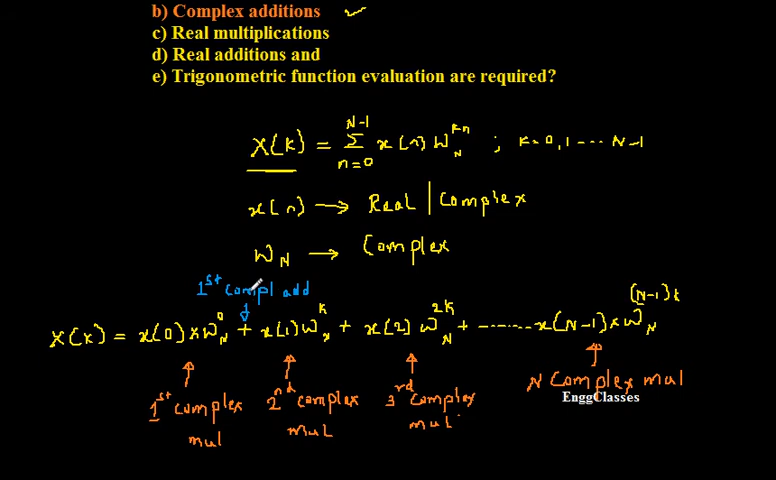 b) Complex additions ✓
c) Real multiplications
d) Real additions and
e) Trigonometric function evaluation are required?
X(k) = Σ_{n=0}^{N-1} x(n) W_N^{kn} ; k=0,1---- N-1
x(n) → Real | Complex
W_N → Complex
1st compl add
X(k) = x(0)×W_N^0 + x(1)W_N^k + x(2) W_N^{2k} + ------ x(N-1)×W_N^{(N-1)k}
1st complex mul
2nd complex mul
3rd complex mul
N Complex mul
EnggClasses